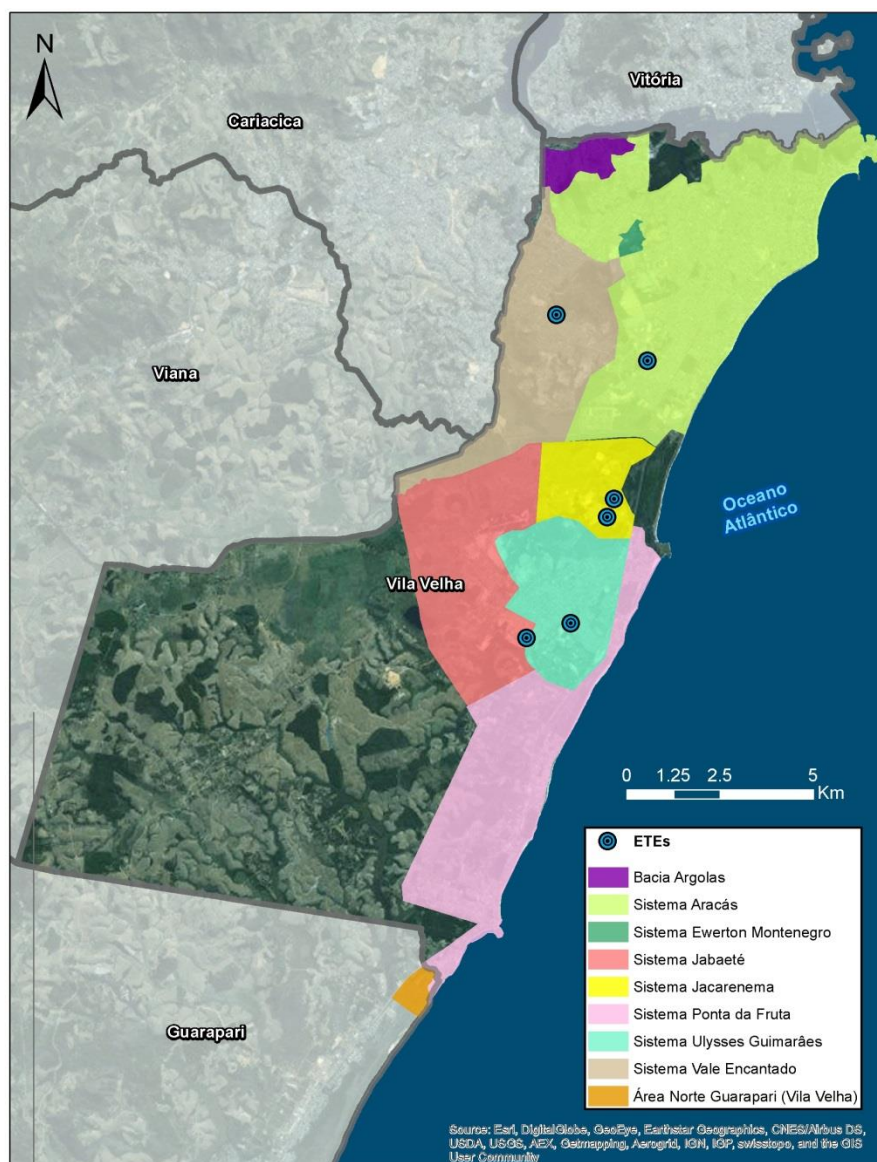 N
Vitória
Cariacica
Viana
Oceano
Atlântico
Vila Velha
0 1.25 2.5 5
Km
ETEs
Bacia Argolas
Sistema Aracás
Sistema Ewerton Montenegro
Sistema Jabaeté
Sistema Jacarenema
Sistema Ponta da Fruta
Sistema Ulysses Guimarães
Sistema Vale Encantado
Área Norte Guarapari (Vila Velha)
Guarapari
Source: Esri, DigitalGlobe, GeoEye, Earthstar Geographics, CNES/Airbus DS,
USDA, USGS, AEX, Getmapping, Aerogrid, IGN, IGP, swisstopo, and the GIS
User Community